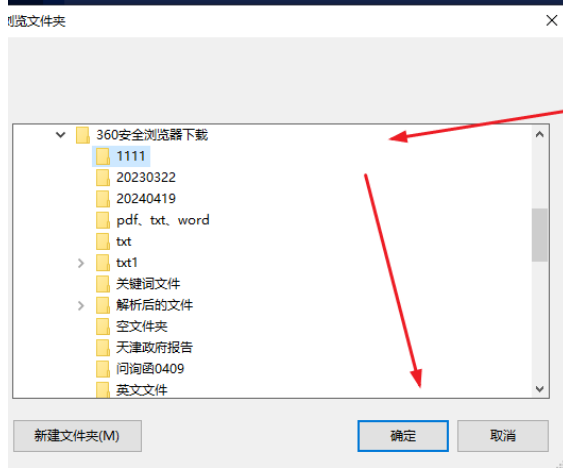 浏览文件夹
360安全浏览器下载
1111
20230322
20240419
pdf、txt、word
txt
txt1
关键词文件
解析后的文件
空文件夹
天津政府报告
问询函0409
英文文件
新建文件夹(M)
确定
取消